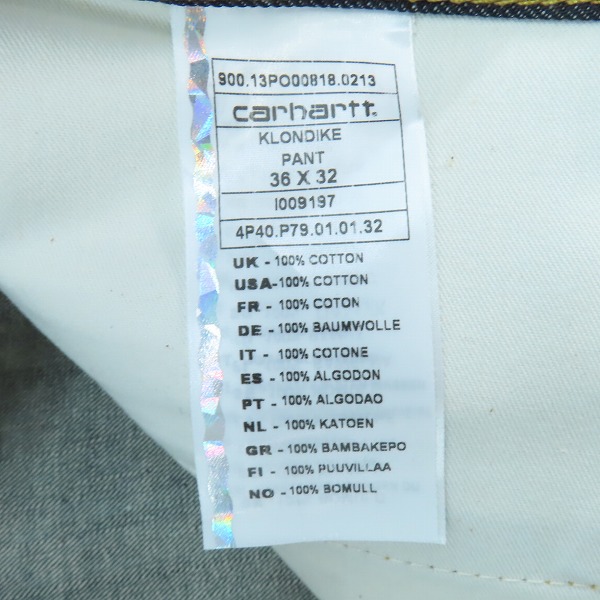 900.13PO00818.0213
carhartt.
KLONDIKE
PANT
36 X 32
I009197
4P40.P79.01.01.32
UK - 100% COTTON
USA-100% COTTON
FR - 100% COTON
DE - 100% BAUMWOLLE
IT - 100% COTONE
ES - 100% ALGODON
PT - 100% ALGODAO
NL - 100% KATOEN
GR - 100% BAMBAKEPO
FI - 100% PUUVILLAA
NO - 100% BOMULL